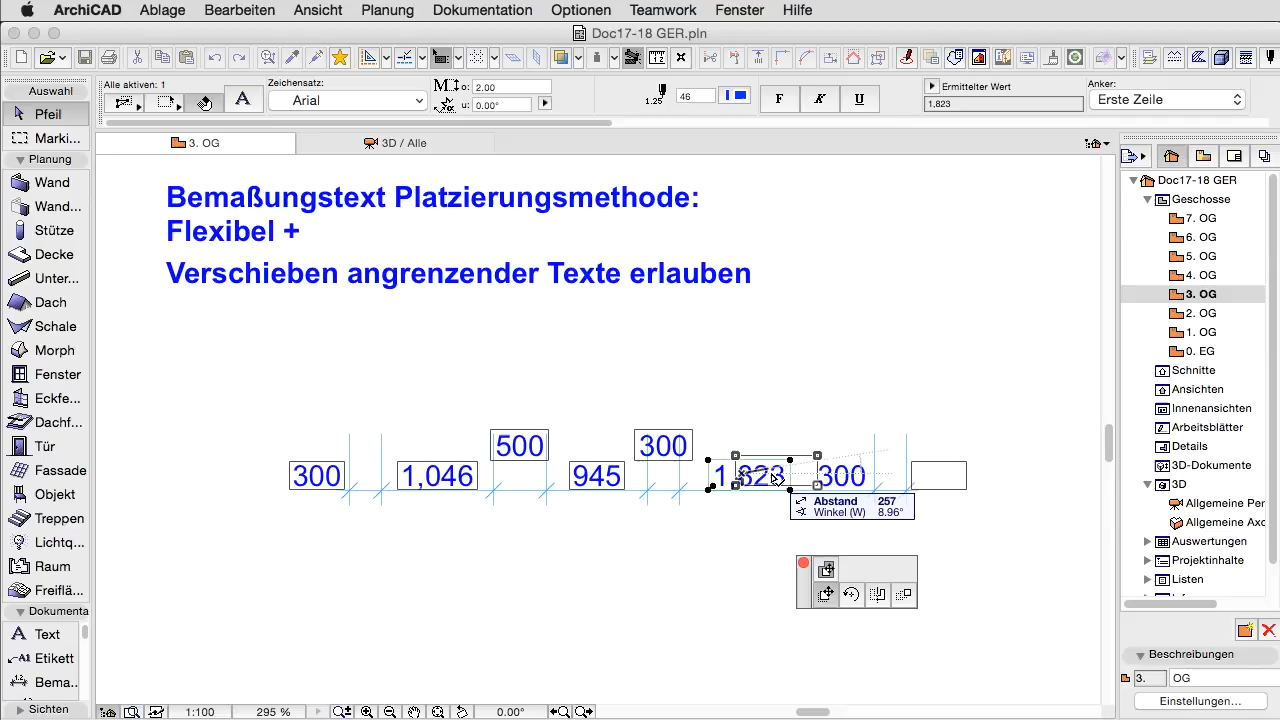 ArchiCAD Ablage Bearbeiten Ansicht Planung Dokumentation Optionen Teamwork Fenster Hilfe
Doc17-18 GER.pln
Auswahl
Pfeil
Marki...
Planung
Wand
Wand...
Stütze
Decke
Unter...
Dach
Schale
Morph
Fenster
Eckfe...
Dachf...
Tür
Fassade
Objekt
Treppen
Lichtq...
Raum
Freiflä...
Dokumenta
Text
A1 Etikett
Bema...
Sichten
Alle aktiven: 1
A
Zeichensatz:
Arial
M o: 2.00
u: 0.00°
1.25
46
F K U
Ermittelter Wert
1,823
Anker:
Erste Zeile
3. OG
3D / Alle
Bemaßungstext Platzierungsmethode:
Flexibel +
Verschieben angrenzender Texte erlauben
500 300
300 1,046 945 1,823 300
Abstand 257
Winkel (W) 8.96°
1:100 295 % 0.00°
Doc17-18 GER
Geschosse
7. OG
6. OG
5. OG
4. OG
3. OG
2. OG
1. OG
0. EG
Schnitte
Ansichten
Innenansichten
Arbeitsblätter
Details
3D-Dokumente
3D
Allgemeine Per
Allgemeine Axo
Auswertungen
Projektinhalte
Listen
Beschreibungen
3. OG
Einstellungen...